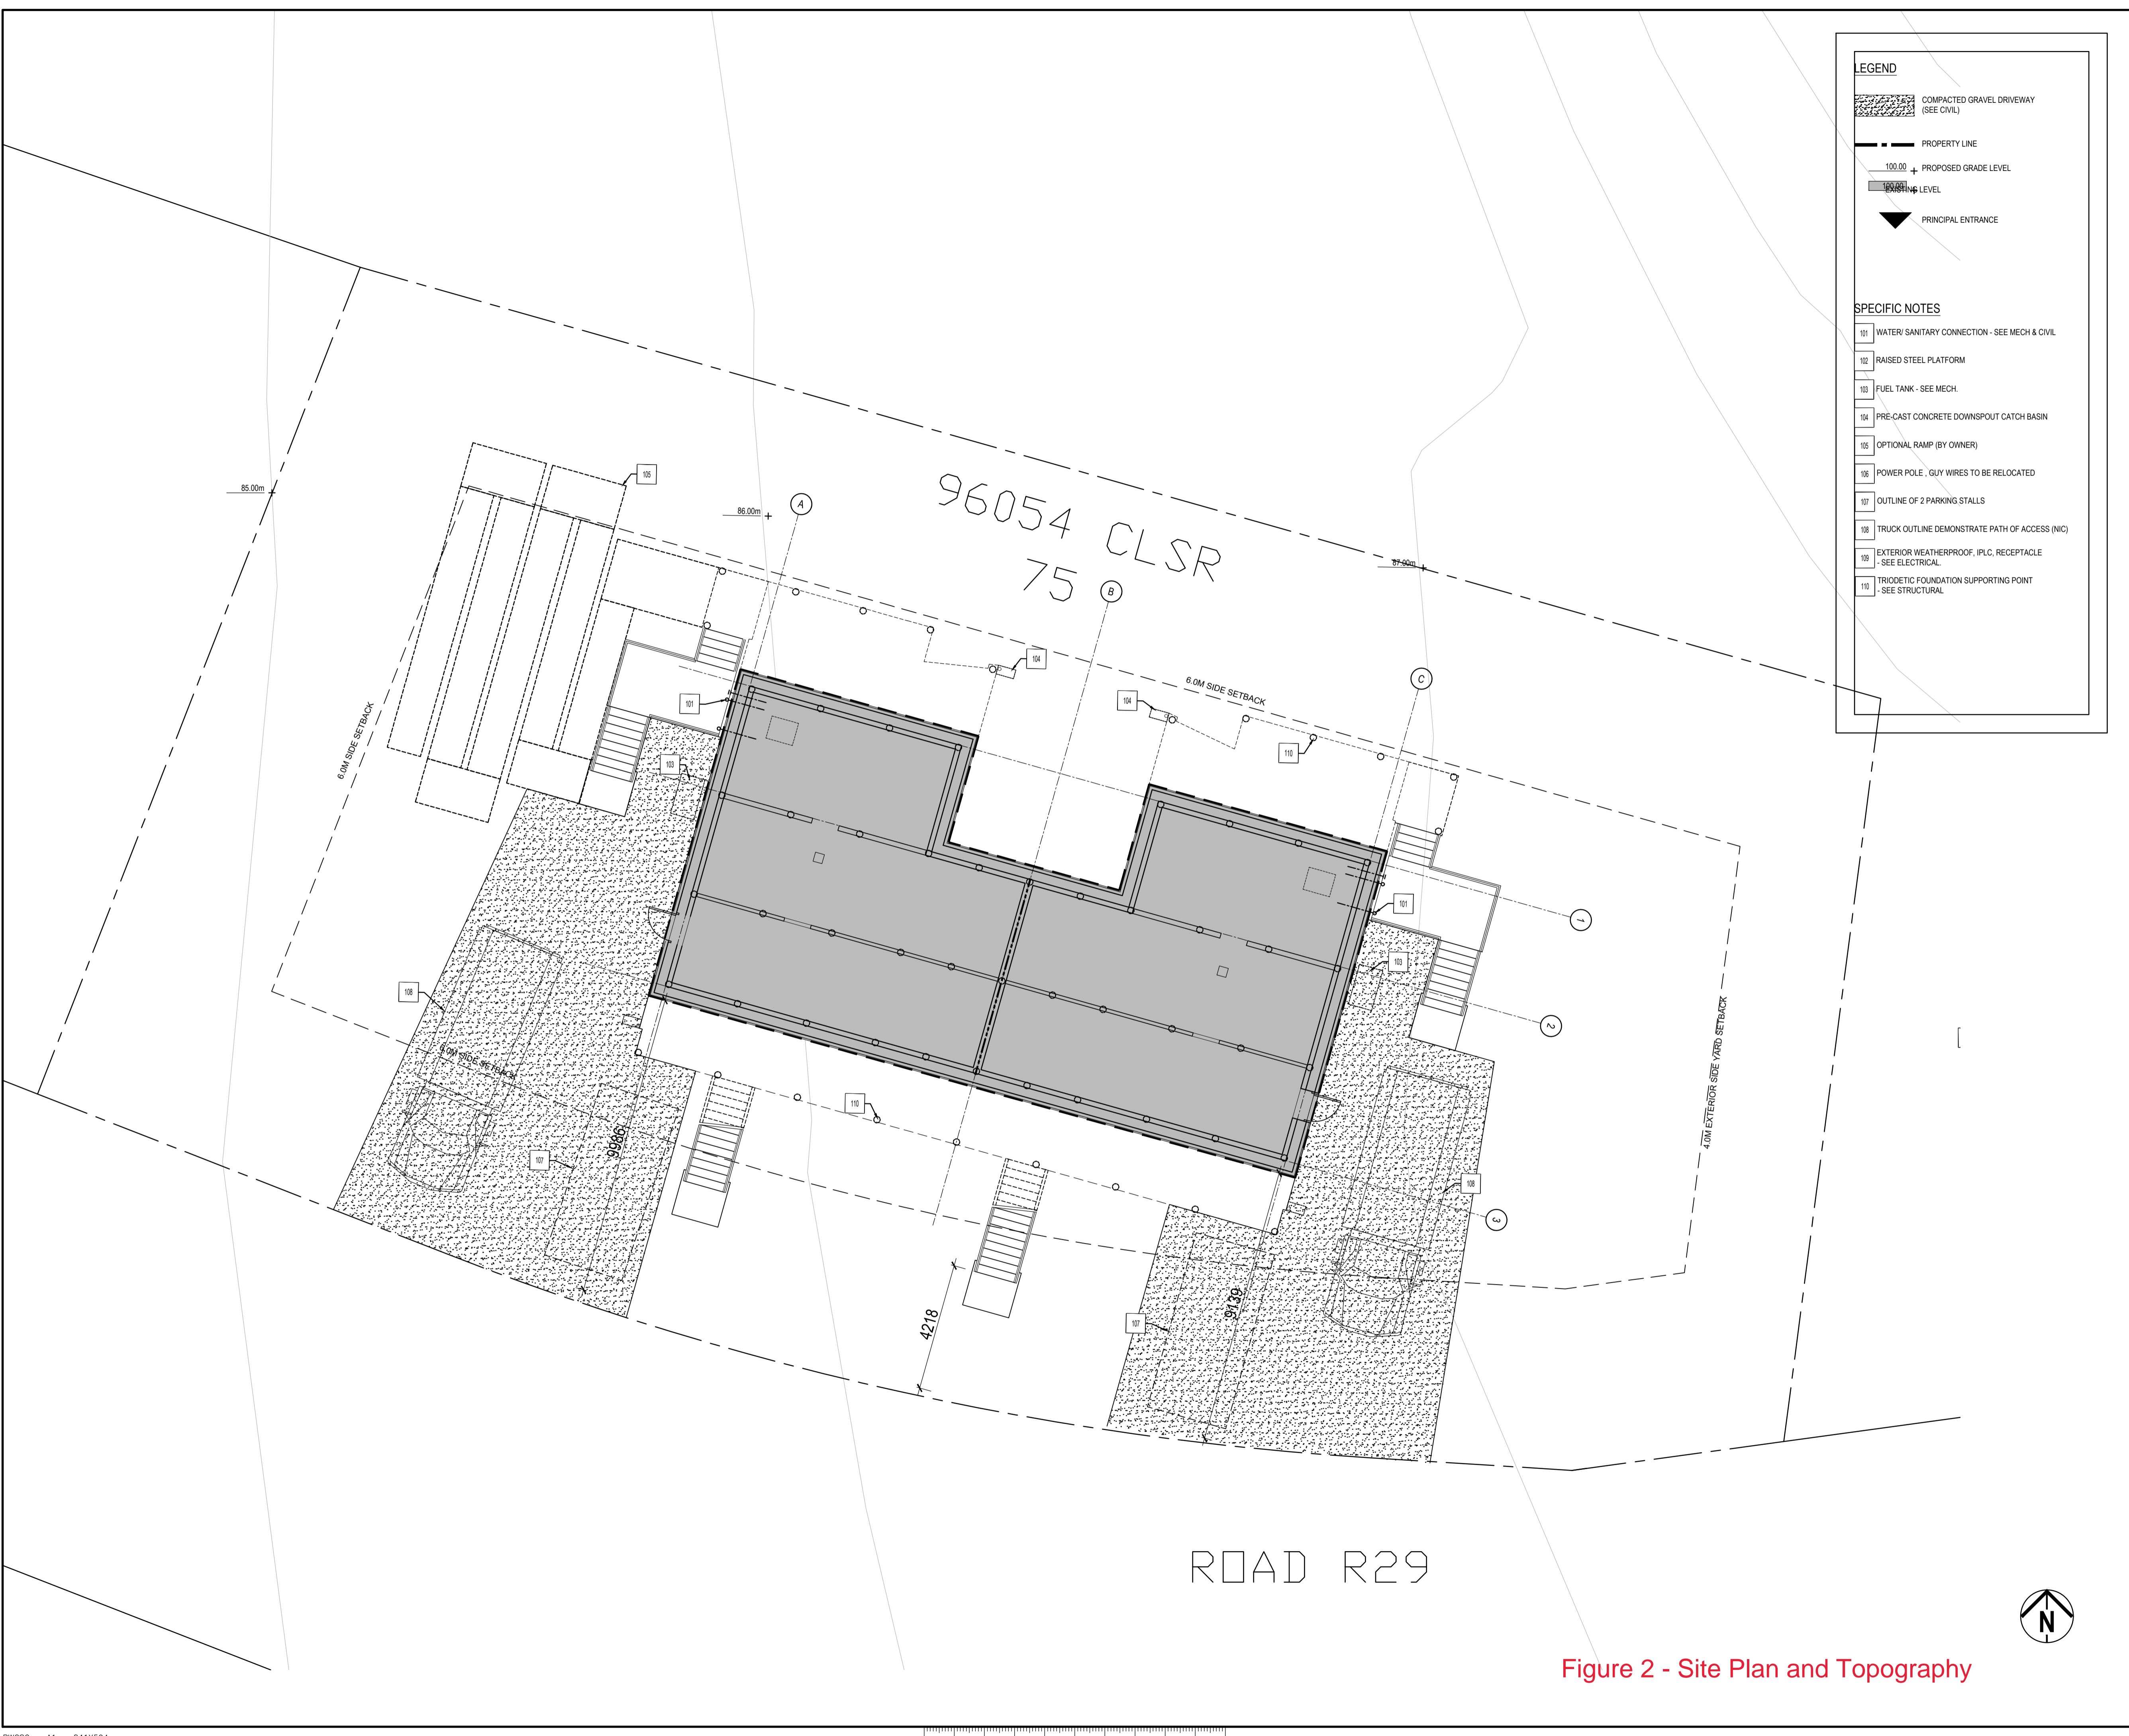 LEGEND
COMPACTED GRAVEL DRIVEWAY
(SEE CIVIL)
PROPERTY LINE
100.00
PROPOSED GRADE LEVEL
100.00
EXISTING LEVEL
PRINCIPAL ENTRANCE
SPECIFIC NOTES
101 WATER/ SANITARY CONNECTION - SEE MECH & CIVIL
102 RAISED STEEL PLATFORM
103 FUEL TANK - SEE MECH.
104 PRE-CAST CONCRETE DOWNSPOUT CATCH BASIN
105 OPTIONAL RAMP (BY OWNER)
106 POWER POLE , GUY WIRES TO BE RELOCATED
107 OUTLINE OF 2 PARKING STALLS
108 TRUCK OUTLINE DEMONSTRATE PATH OF ACCESS (NIC)
109 EXTERIOR WEATHERPROOF, IPLC, RECEPTACLE
- SEE ELECTRICAL.
110 TRIODETIC FOUNDATION SUPPORTING POINT
- SEE STRUCTURAL
105
85.00m
86.00m
A
96054 CLSR
75
B
87.00m
104
C
6.0M SIDE SETBACK
104
101
6.0M SIDE SETBACK
110
103
101
1
103
108
2
6.0M SIDE SETBACK
4.0M EXTERIOR SIDE YARD SETBACK
110
9986
107
108
3
9139
4218
107
ROAD R29
N
Figure 2 - Site Plan and Topography